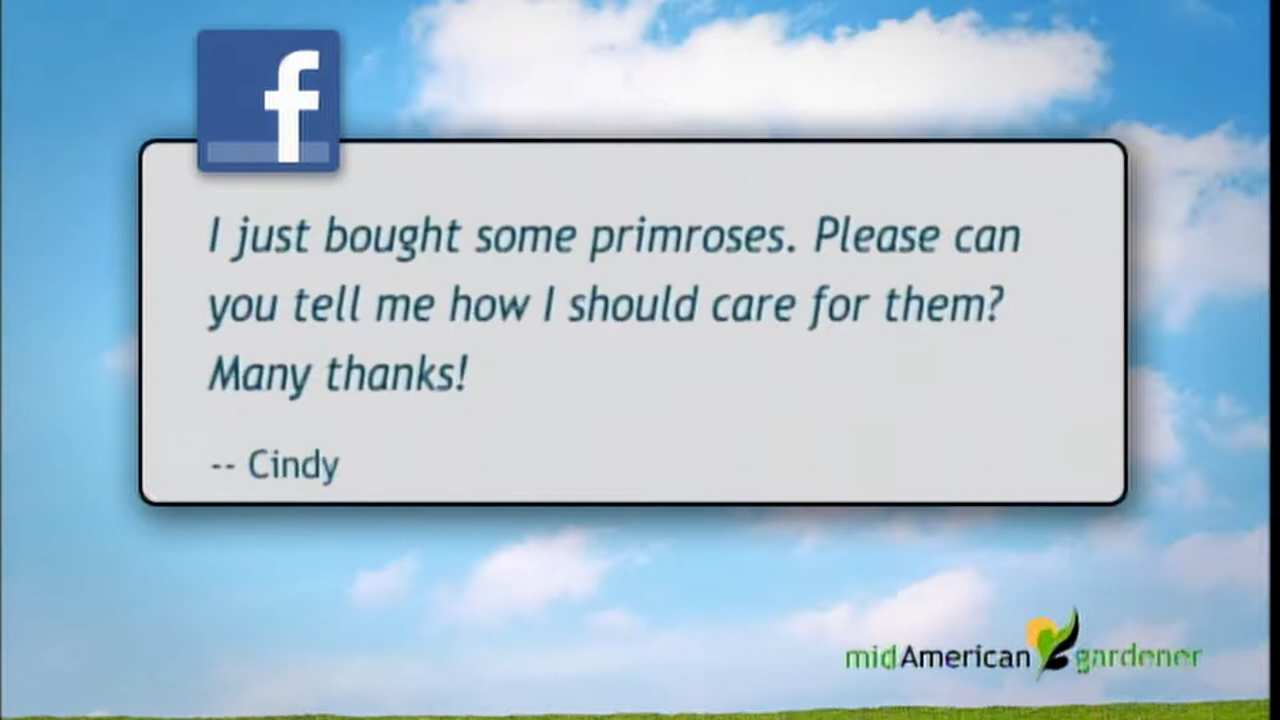 f
I just bought some primroses. Please can
you tell me how I should care for them?
Many thanks!
-- Cindy
midAmerican gardener